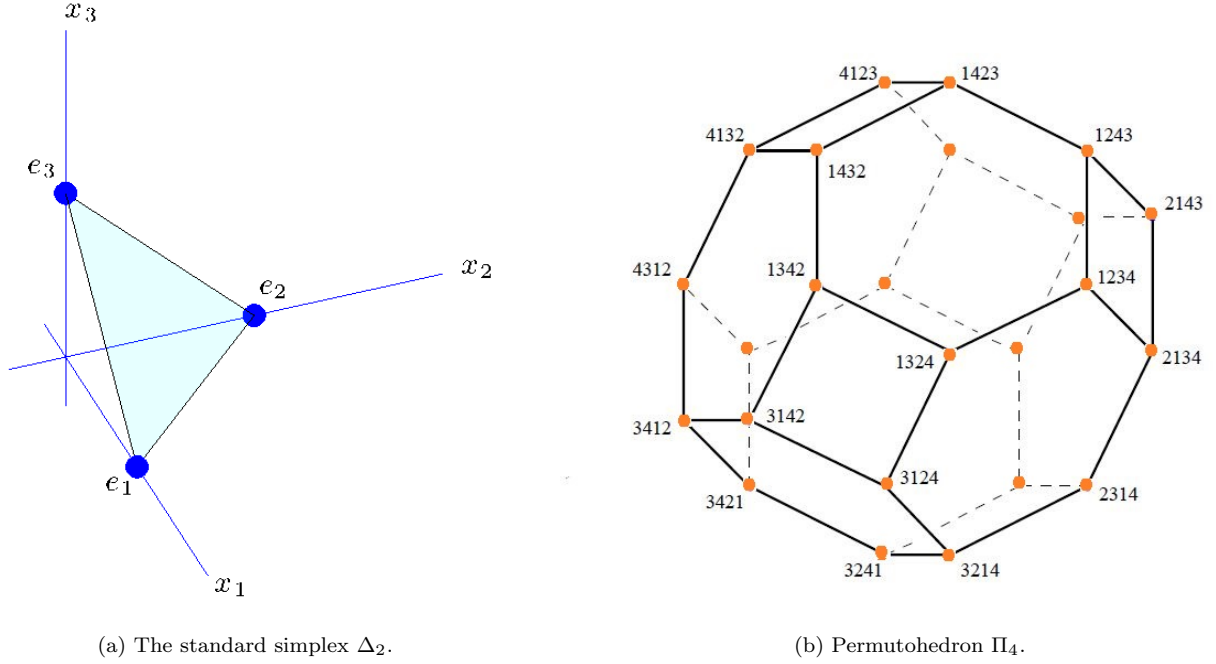 x₃
e₃
e₂
x₂
e₁
x₁
(a) The standard simplex Δ₂.
4123
1423
4132
1432
1243
2143
4312
1342
1234
1324
2134
3412
3142
3124
3421
2314
3241
3214
(b) Permutohedron Π₄.